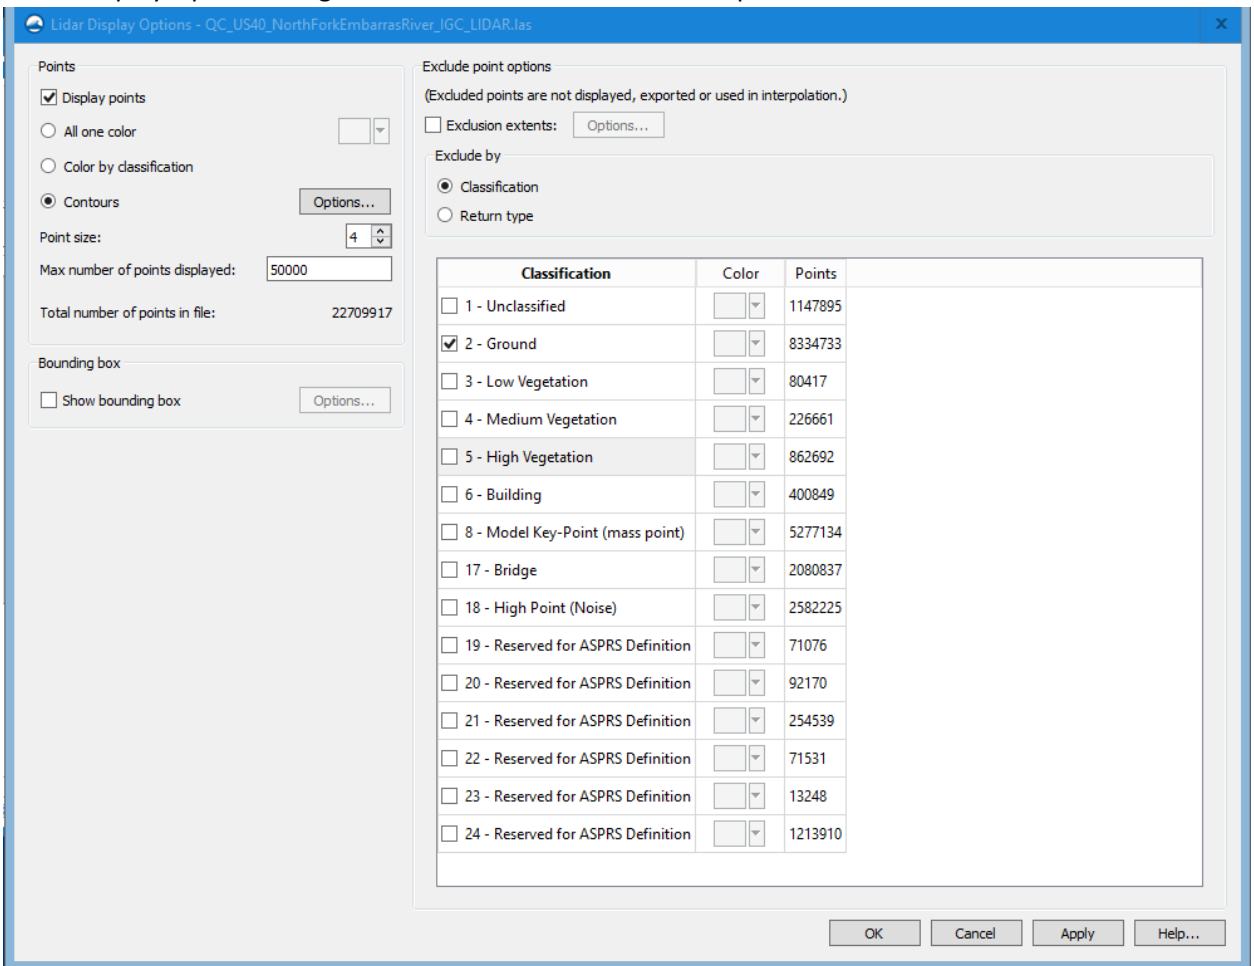 Lidar Display Options - QC_US40_NorthForkEmbarrasRiver_IGC_LIDAR.las
Points
Display points
All one color
Color by classification
Contours
Options...
Point size:
4
Max number of points displayed:
50000
Total number of points in file:
22709917
Bounding box
Show bounding box
Options...
Exclude point options
(Excluded points are not displayed, exported or used in interpolation.)
Exclusion extents:
Options...
Exclude by
Classification
Return type
Classification Color Points
1 - Unclassified 1147895
2 - Ground 8334733
3 - Low Vegetation 80417
4 - Medium Vegetation 226661
5 - High Vegetation 862692
6 - Building 400849
8 - Model Key-Point (mass point) 5277134
17 - Bridge 2080837
18 - High Point (Noise) 2582225
19 - Reserved for ASPRS Definition 71076
20 - Reserved for ASPRS Definition 92170
21 - Reserved for ASPRS Definition 254539
22 - Reserved for ASPRS Definition 71531
23 - Reserved for ASPRS Definition 13248
24 - Reserved for ASPRS Definition 1213910
OK Cancel Apply Help...